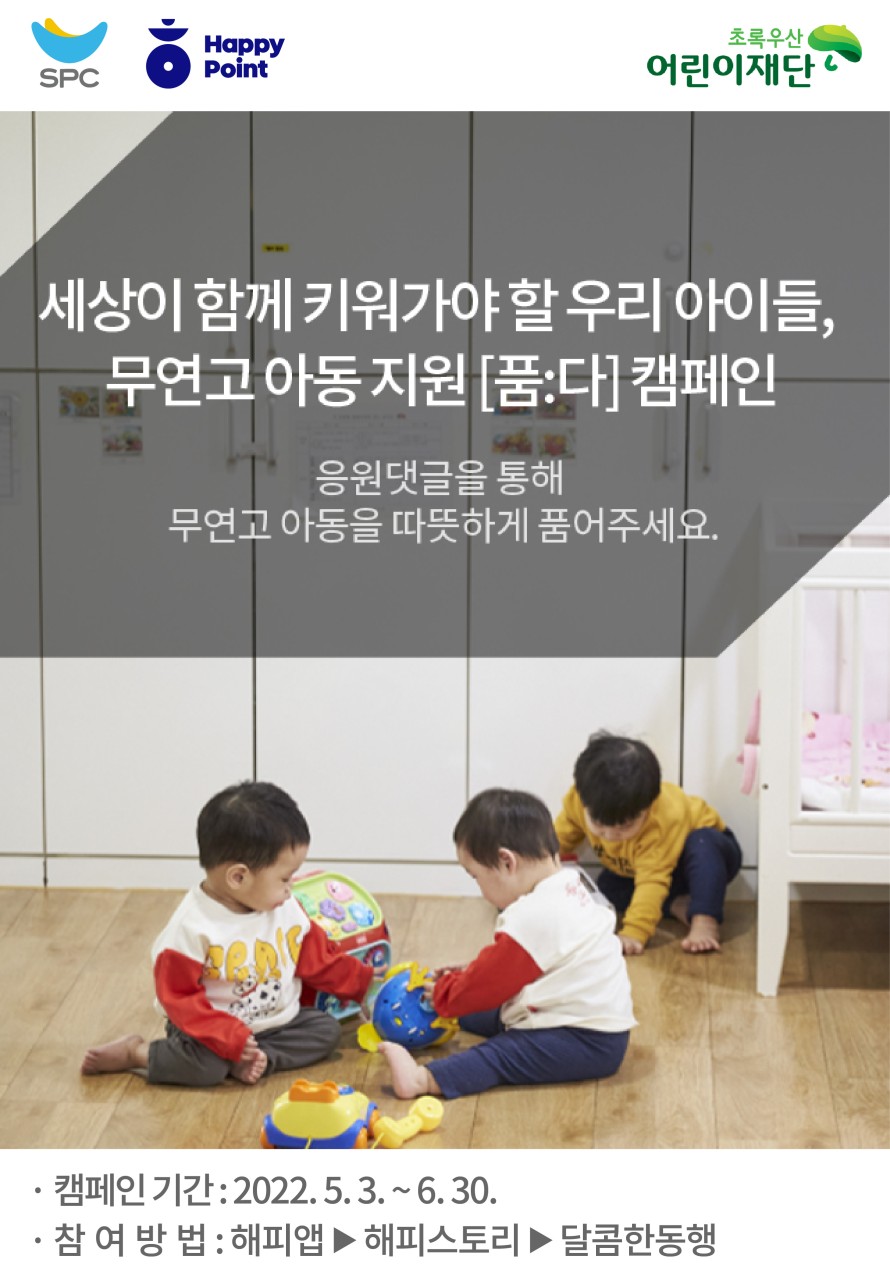 SPC
Happy
Point
초록우산
어린이재단
세상이 함께 키워가야 할 우리 아이들,
무연고 아동 지원 [품:다] 캠페인
응원댓글을 통해
무연고 아동을 따뜻하게 품어주세요.
· 캠페인 기간 : 2022. 5. 3. ~ 6. 30.
· 참 여 방 법 : 해피앱 ▶ 해피스토리 ▶ 달콤한동행